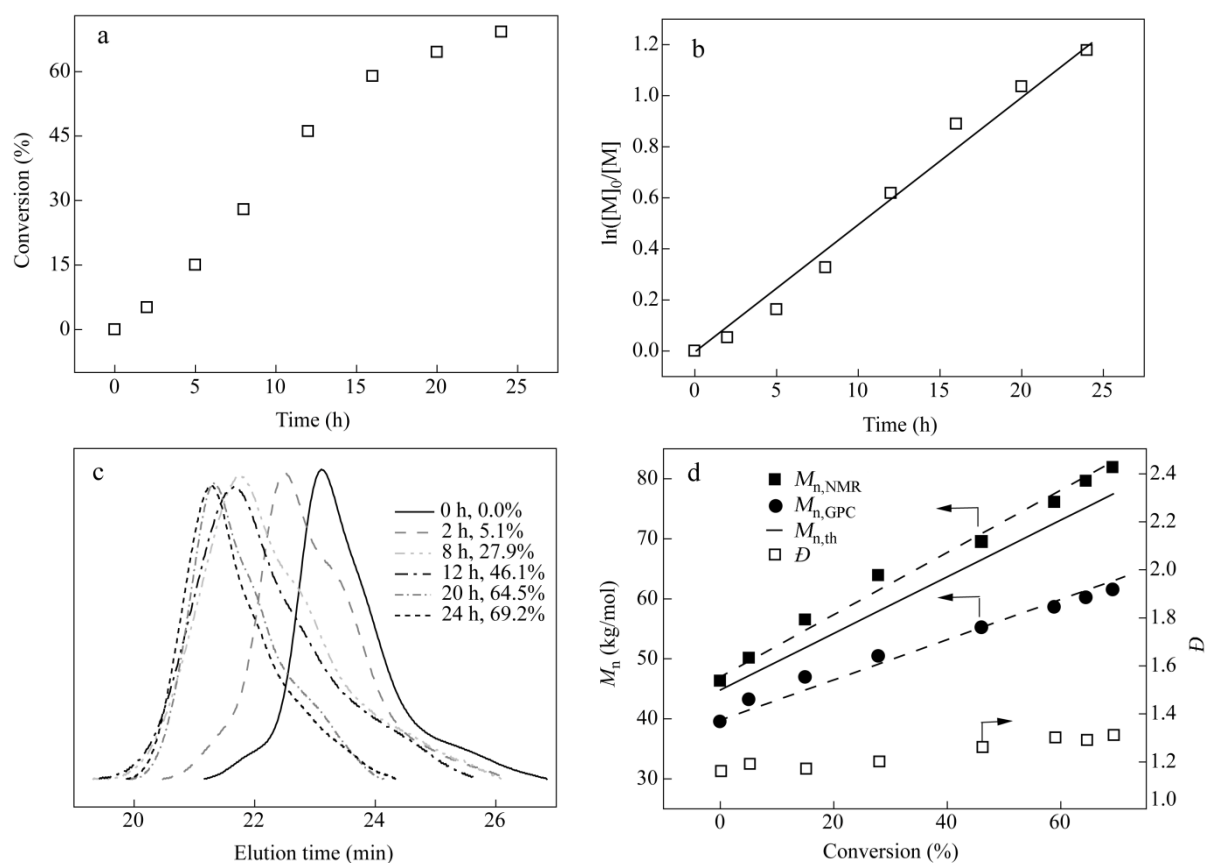 a
Conversion (%)
60
45
30
15
0
0 5 10 15 20 25
Time (h)
b
ln([M]₀/[M]
1.2
1.0
0.8
0.6
0.4
0.2
0.0
0 5 10 15 20 25
Time (h)
c
0 h, 0.0%
2 h, 5.1%
8 h, 27.9%
12 h, 46.1%
20 h, 64.5%
24 h, 69.2%
20 22 24 26
Elution time (min)
d
Mn,NMR
Mn,GPC
Mn,th
Đ
Mn (kg/mol)
80
70
60
50
40
30
2.4
2.2
2.0
1.8
1.6
1.4
1.2
1.0
Đ
0 20 40 60
Conversion (%)